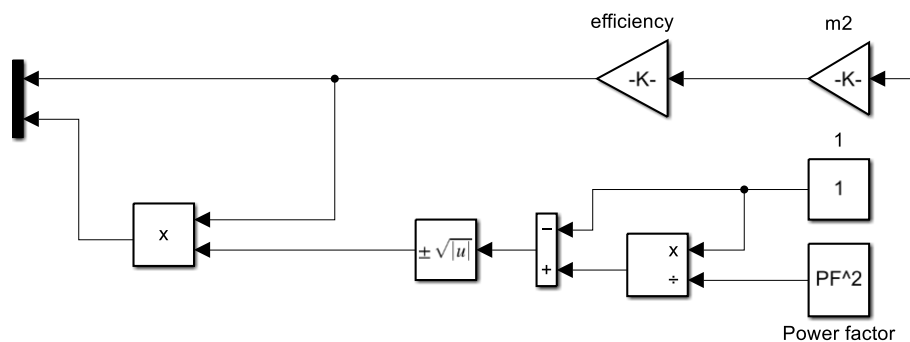 efficiency
m2
-K-
-K-
1
1
x
± √|u|
−
+
x
÷
PF^2
Power factor